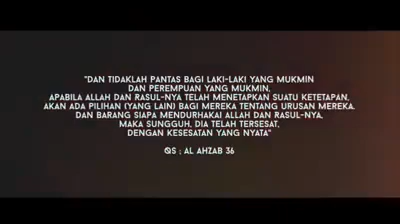 "DAN TIDAKLAH PANTAS BAGI LAKI-LAKI YANG MUKMIN
DAN PEREMPUAN YANG MUKMIN,
APABILA ALLAH DAN RASUL-NYA TELAH MENETAPKAN SUATU KETETAPAN,
AKAN ADA PILIHAN (YANG LAIN) BAGI MEREKA TENTANG URUSAN MEREKA.
DAN BARANG SIAPA MENDURHAKAI ALLAH DAN RASUL-NYA,
MAKA SUNGGUH, DIA TELAH TERSESAT,
DENGAN KESESATAN YANG NYATA"
QS ; AL AHZAB 36